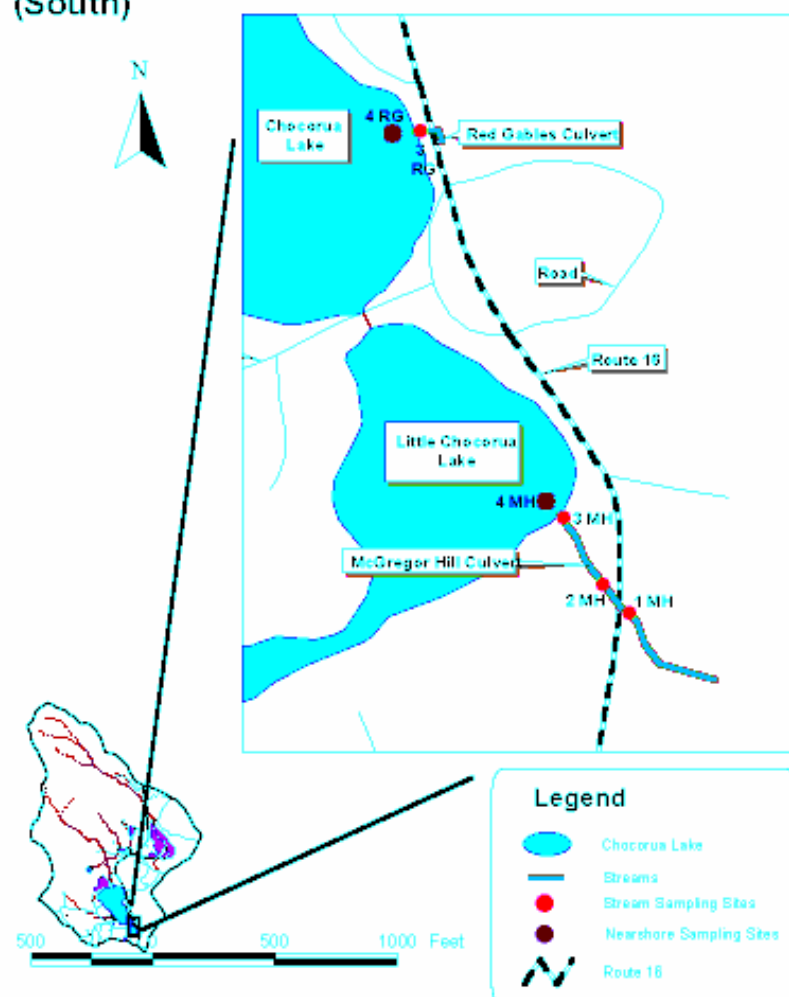 (South)
N
Chocorua
Lake
4 RG
3
RG
Red Gables Culvert
Road
Route 16
Little Chocorua
Lake
4 MH
3 MH
McGregor Hill Culvert
2 MH
1 MH
Legend
Chocorua Lake
Streams
Stream Sampling Sites
Nearshore Sampling Sites
Route 16
500 0 500 1000 Feet